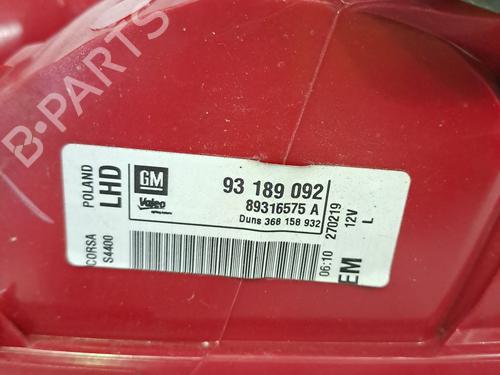 B-PARTS
POLAND
LHD
GM
Valeo
93 189 092
89316575 A
Duns 368 158 932
CORSA
S4400
06:10 270219
12V
L
EM